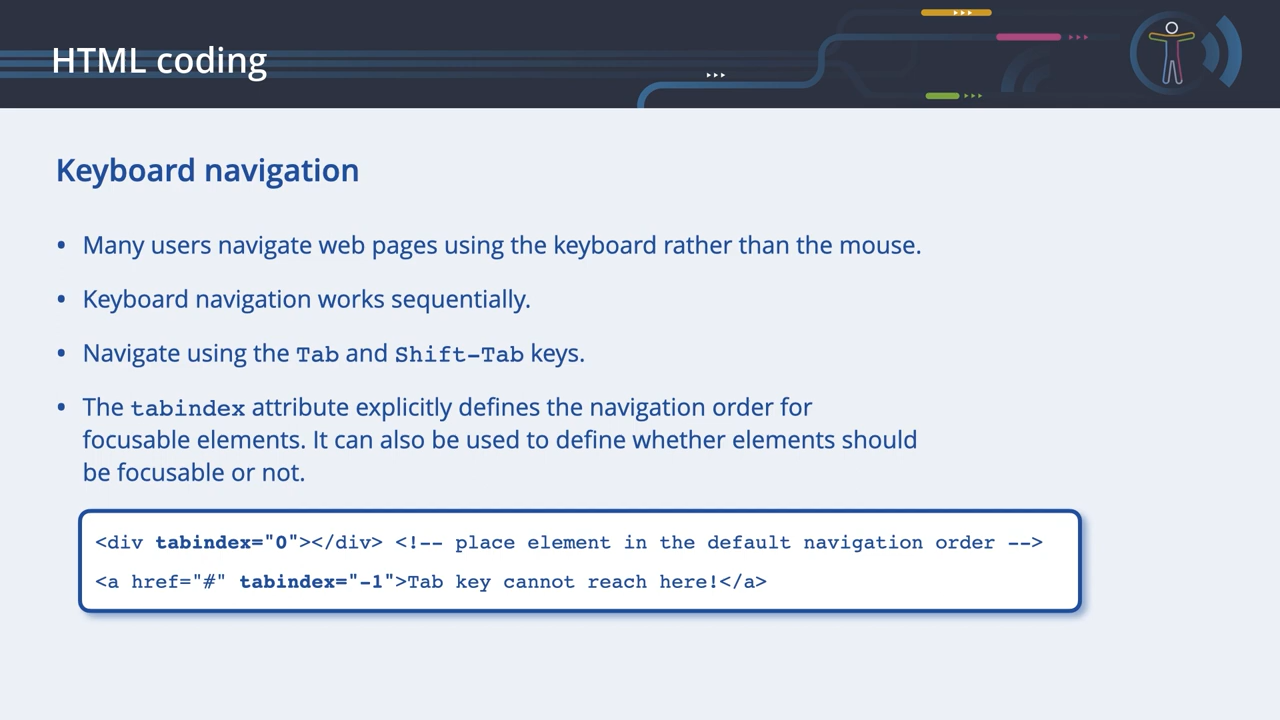 HTML coding
Keyboard navigation
• Many users navigate web pages using the keyboard rather than the mouse.
• Keyboard navigation works sequentially.
• Navigate using the Tab and Shift-Tab keys.
• The tabindex attribute explicitly defines the navigation order for
focusable elements. It can also be used to define whether elements should
be focusable or not.
<div tabindex="0"></div> <!-- place element in the default navigation order -->
<a href="#" tabindex="-1">Tab key cannot reach here!</a>